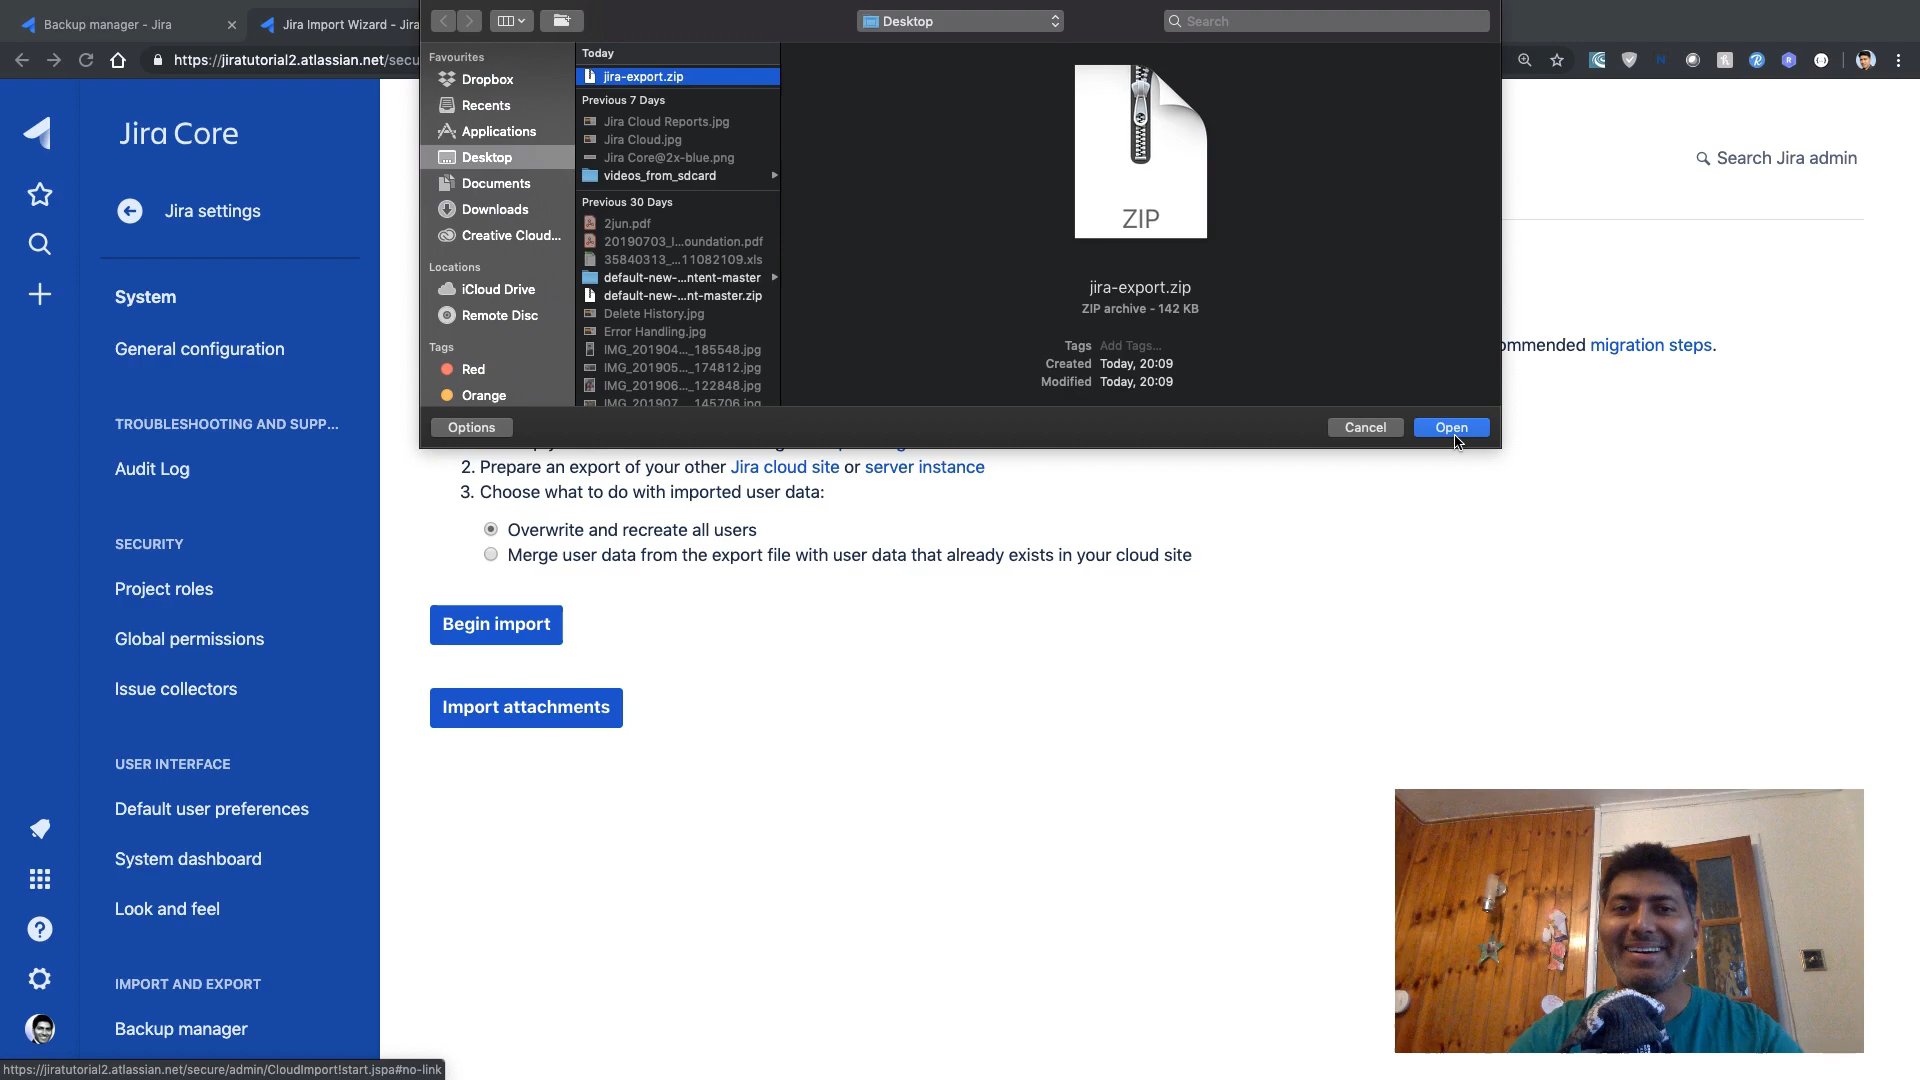 Backup manager - Jira
Jira Import Wizard - Jira
https://jiratutorial2.atlassian.net/secu
Desktop
Search
Favourites
Dropbox
Recents
Applications
Desktop
Documents
Downloads
Creative Cloud...
Locations
iCloud Drive
Remote Disc
Tags
Red
Orange
Today
jira-export.zip
Previous 7 Days
Jira Cloud Reports.jpg
Jira Cloud.jpg
Jira Core@2x-blue.png
videos_from_sdcard
Previous 30 Days
2jun.pdf
20190703_l...oundation.pdf
35840313_...11082109.xls
default-new-...ntent-master
default-new-...nt-master.zip
Delete History.jpg
Error Handling.jpg
IMG_201904..._185548.jpg
IMG_201905..._174812.jpg
IMG_201906..._122848.jpg
IMG_201907..._145706.jpg
ZIP
jira-export.zip
ZIP archive - 142 KB
Tags Add Tags...
Created Today, 20:09
Modified Today, 20:09
Options
Cancel
Open
Jira Core
Jira settings
System
General configuration
TROUBLESHOOTING AND SUPP...
Audit Log
SECURITY
Project roles
Global permissions
Issue collectors
USER INTERFACE
Default user preferences
System dashboard
Look and feel
IMPORT AND EXPORT
Backup manager
Search Jira admin
ommended migration steps.
2. Prepare an export of your other Jira cloud site or server instance
3. Choose what to do with imported user data:
Overwrite and recreate all users
Merge user data from the export file with user data that already exists in your cloud site
Begin import
Import attachments
https://jiratutorial2.atlassian.net/secure/admin/CloudImport!start.jspa#no-link